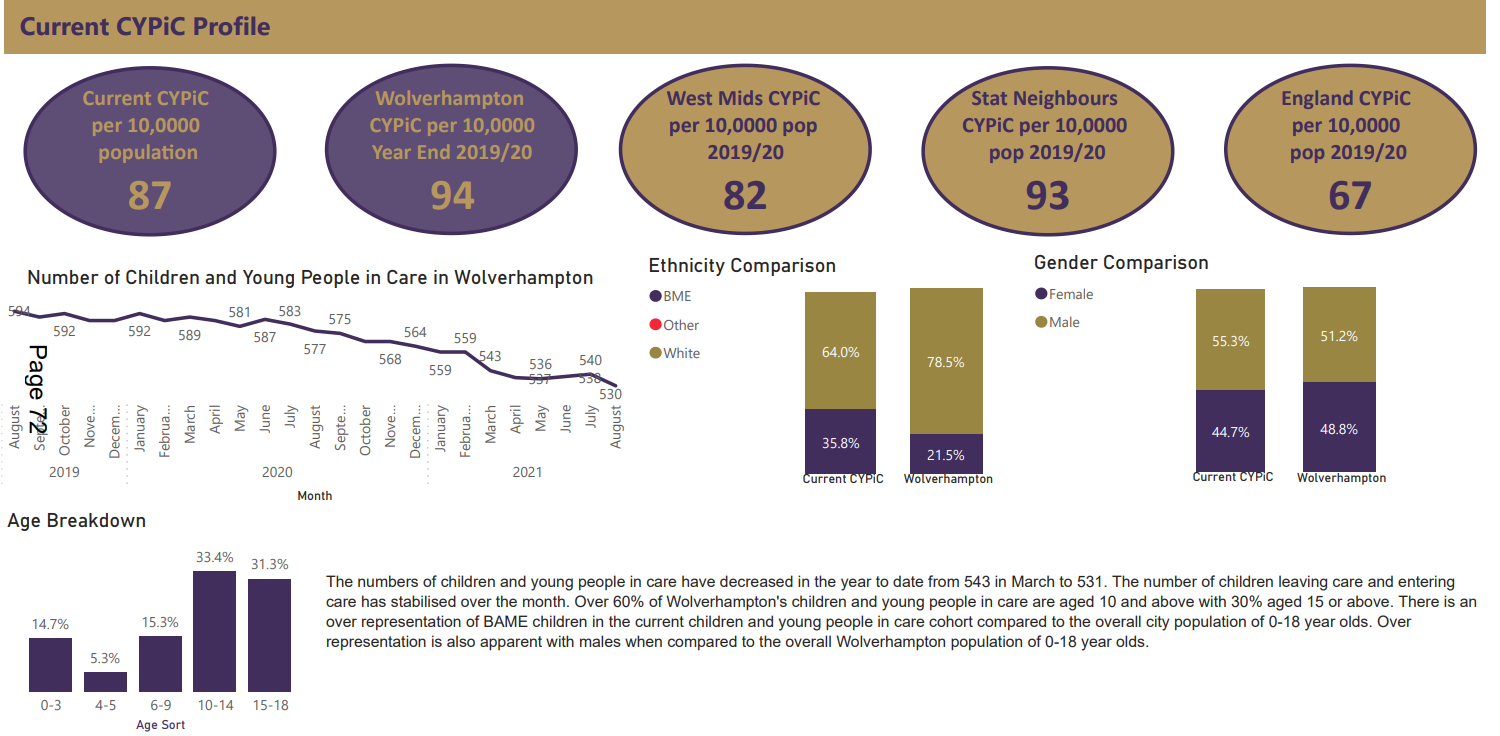 Current CYPiC Profile
Current CYPiC
per 10,0000
population
87
Wolverhampton
CYPiC per 10,0000
Year End 2019/20
94
West Mids CYPiC
per 10,0000 pop
2019/20
82
Stat Neighbours
CYPiC per 10,0000
pop 2019/20
93
England CYPiC
per 10,0000
pop 2019/20
67
Number of Children and Young People in Care in Wolverhampton
594
592
592
589
581
587
583
577
575
568
564
559
559
543
536
537
540
538
530
Page 72
August
Septe...
October
Nove...
Decem...
January
Februa...
March
April
May
June
July
August
Septe...
October
Nove...
Decem...
January
Februa...
March
April
May
June
July
August
2019
2020
2021
Month
Ethnicity Comparison
BME
Other
White
64.0%
35.8%
78.5%
21.5%
Current CYPiC
Wolverhampton
Gender Comparison
Female
Male
55.3%
44.7%
51.2%
48.8%
Current CYPiC
Wolverhampton
Age Breakdown
14.7%
5.3%
15.3%
33.4%
31.3%
0-3
4-5
6-9
10-14
15-18
Age Sort
The numbers of children and young people in care have decreased in the year to date from 543 in March to 531. The number of children leaving care and entering
care has stabilised over the month. Over 60% of Wolverhampton's children and young people in care are aged 10 and above with 30% aged 15 or above. There is an
over representation of BAME children in the current children and young people in care cohort compared to the overall city population of 0-18 year olds. Over
representation is also apparent with males when compared to the overall Wolverhampton population of 0-18 year olds.